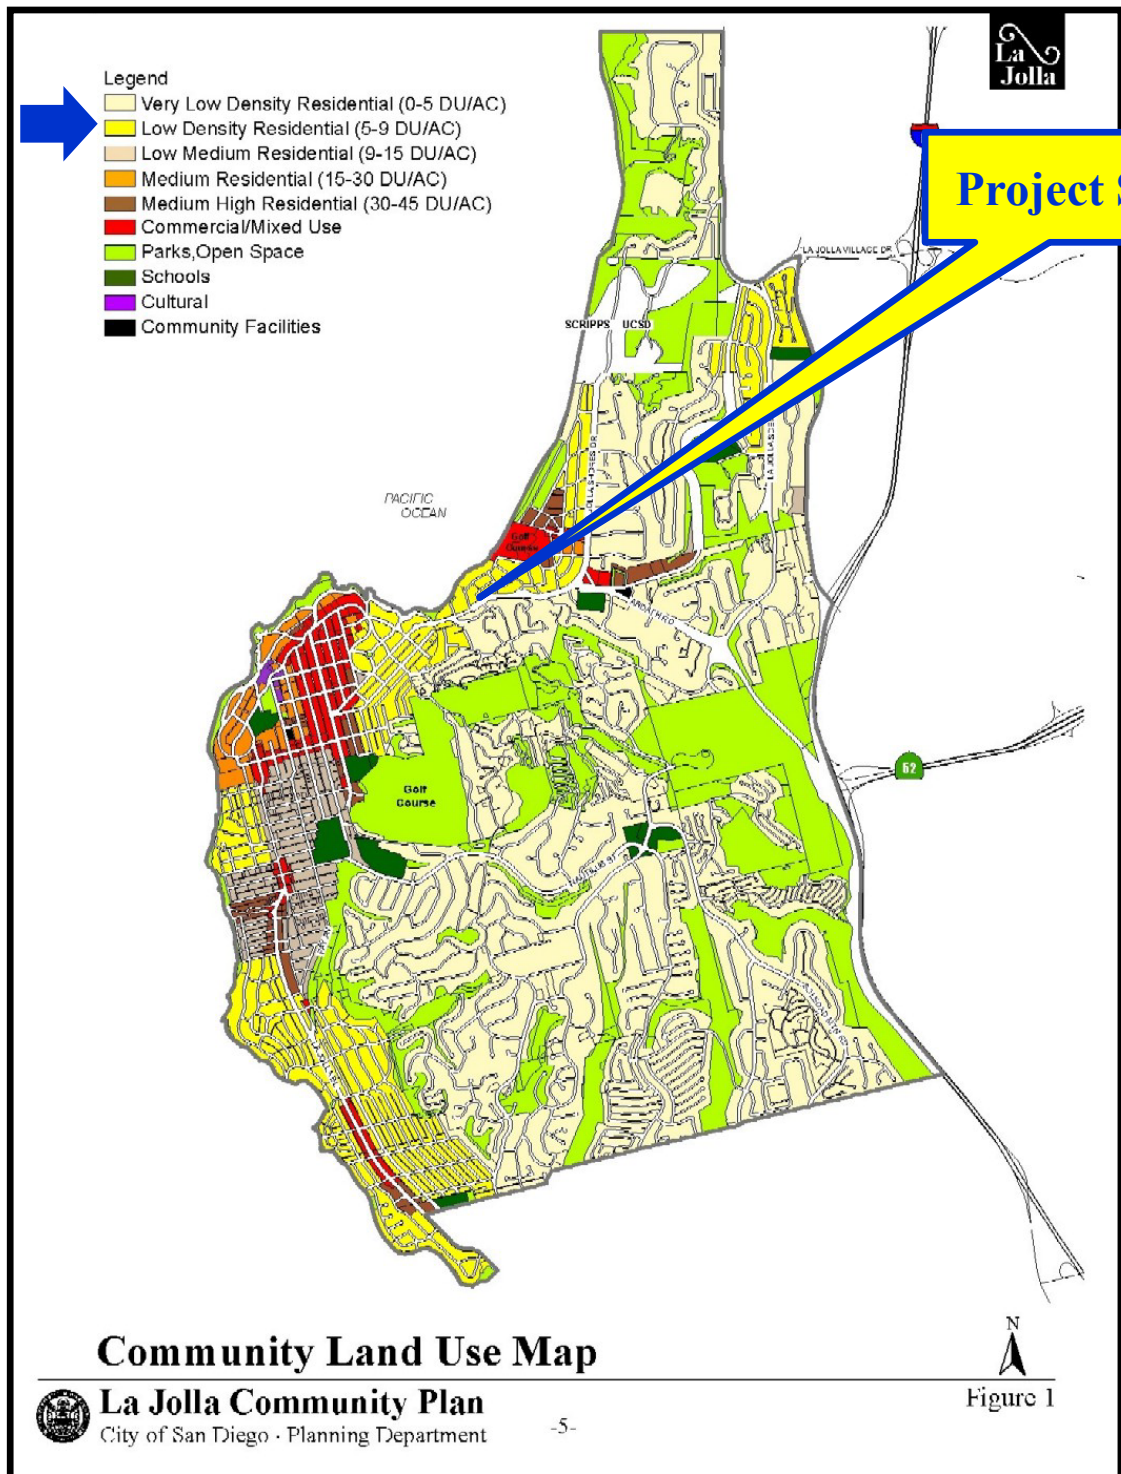 La
Jolla
Legend
Very Low Density Residential (0-5 DU/AC)
Low Density Residential (5-9 DU/AC)
Low Medium Residential (9-15 DU/AC)
Medium Residential (15-30 DU/AC)
Medium High Residential (30-45 DU/AC)
Commercial/Mixed Use
Parks,Open Space
Schools
Cultural
Community Facilities
Project
LA JOLLA VILLAGE DR
SCRIPPS UCSD
PACIFIC
OCEAN
Golf
Course
52
Golf
Course
Community Land Use Map
N
La Jolla Community Plan
City of San Diego · Planning Department
-5-
Figure 1